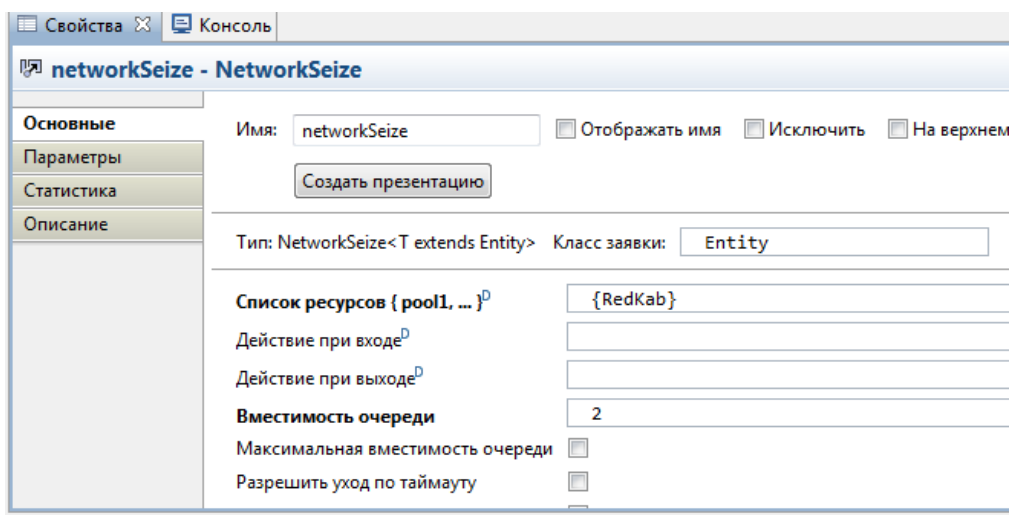 Свойства Консоль
networkSeize - NetworkSeize
Основные
Параметры
Статистика
Описание
Имя: networkSeize Отображать имя Исключить На верхнем
Создать презентацию
Тип: NetworkSeize<T extends Entity> Класс заявки: Entity
Список ресурсов { pool1, ... }D {RedKab}
Действие при входеD
Действие при выходеD
Вместимость очереди 2
Максимальная вместимость очереди
Разрешить уход по таймауту